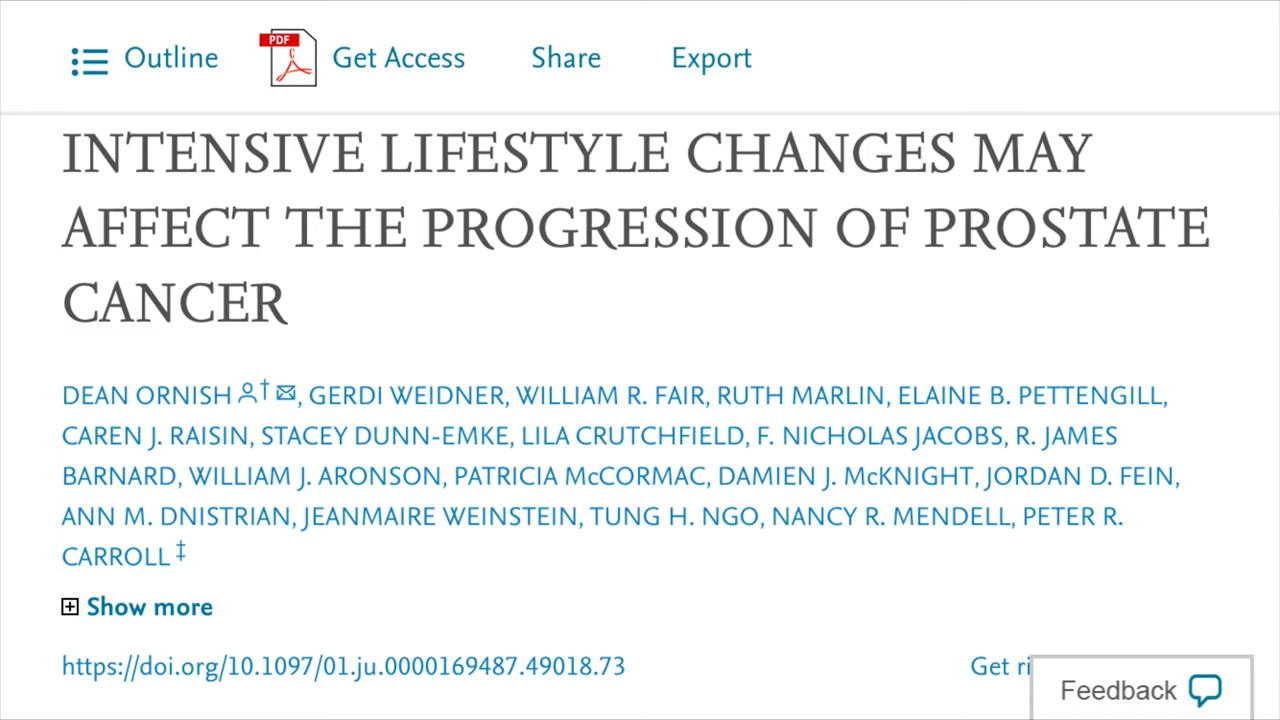 Outline PDF Get Access Share Export
INTENSIVE LIFESTYLE CHANGES MAY
AFFECT THE PROGRESSION OF PROSTATE
CANCER
DEAN ORNISH †, GERDI WEIDNER, WILLIAM R. FAIR, RUTH MARLIN, ELAINE B. PETTENGILL,
CAREN J. RAISIN, STACEY DUNN-EMKE, LILA CRUTCHFIELD, F. NICHOLAS JACOBS, R. JAMES
BARNARD, WILLIAM J. ARONSON, PATRICIA McCORMAC, DAMIEN J. McKNIGHT, JORDAN D. FEIN,
ANN M. DNISTRIAN, JEANMAIRE WEINSTEIN, TUNG H. NGO, NANCY R. MENDELL, PETER R.
CARROLL ‡
Show more
https://doi.org/10.1097/01.ju.0000169487.49018.73 Get ri
Feedback